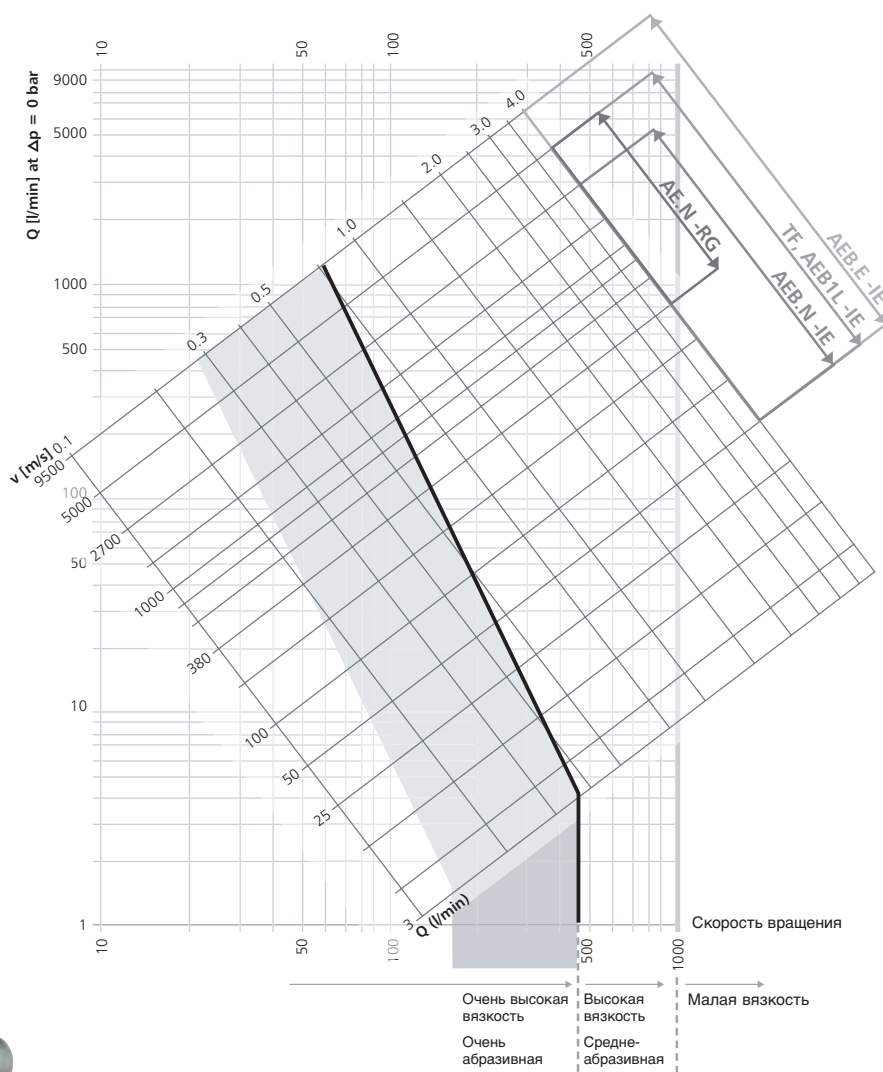 10
50
100
500
Q [l/min] at Δp = 0 bar
9000
5000
1000
500
100
50
10
1
4.0
3.0
2.0
1.0
0.5
0.3
0.1
v [m/s]
9500
5000
2700
1000
380
100
50
25
3
Q (l/min)
AE.N -RG
AEB.N -IE
TF, AEB1L -IE
AEB.E -IE
10
50
100
500
1000
Скорость вращения
Очень высокая
вязкость
Высокая
вязкость
Малая вязкость
Очень
абразивная
Средне-
абразивная